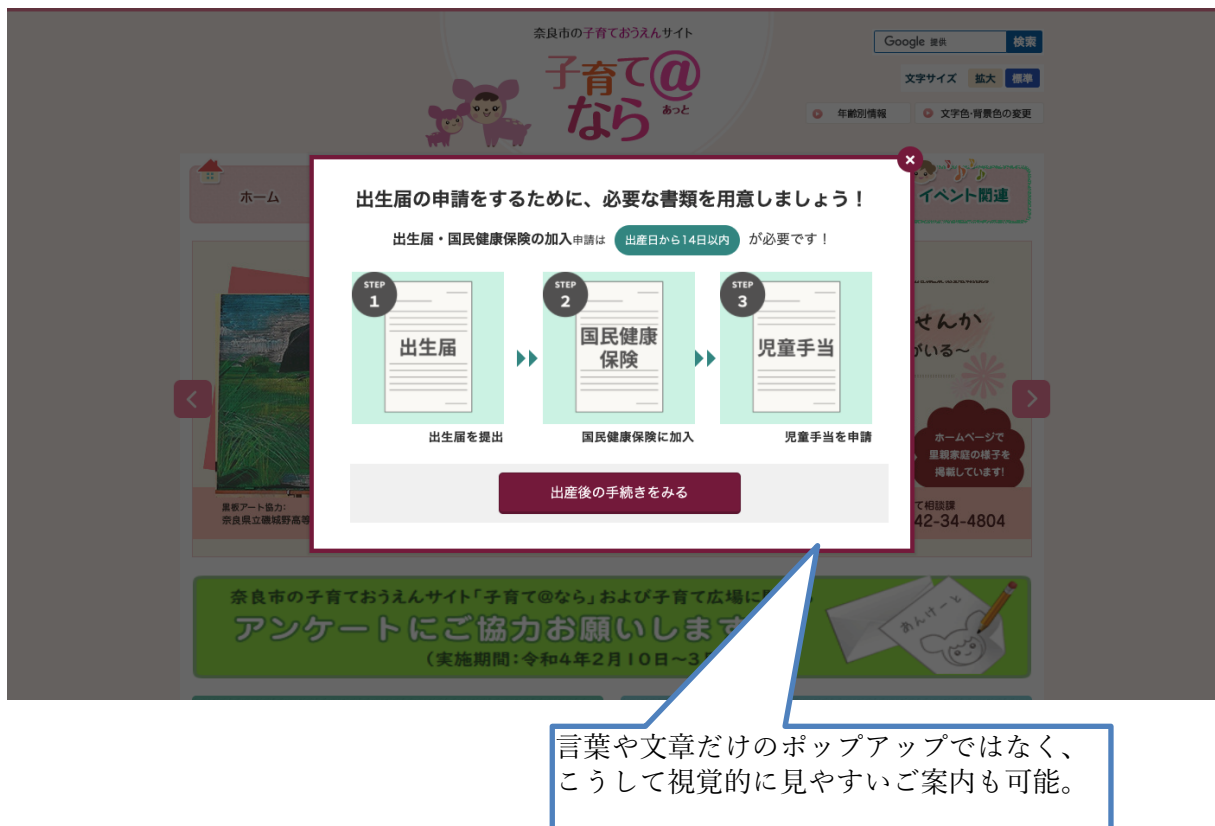 奈良市の子育ておうえんサイト
子育て@
なら あっと
Google 提供 検索
文字サイズ 拡大 標準
年齢別情報 文字色・背景色の変更
ホーム
イベント関連
出生届の申請をするために、必要な書類を用意しましょう！
出生届・国民健康保険の加入申請は 出産日から14日以内 が必要です！
STEP 1
出生届
出生届を提出
STEP 2
国民健康
保険
国民健康保険に加入
STEP 3
児童手当
児童手当を申請
出産後の手続きをみる
せんか
がいる～
ホームページで
里親家庭の様子を
掲載しています!
黒板アート協力:
奈良県立磯城野高等
て相談課
42-34-4804
奈良市の子育ておうえんサイト「子育て@なら」および子育て広場に
アンケートにご協力お願いします
（実施期間:令和4年2月10日～3
あんけーと
言葉や文章だけのポップアップではなく、
こうして視覚的に見やすいご案内も可能。